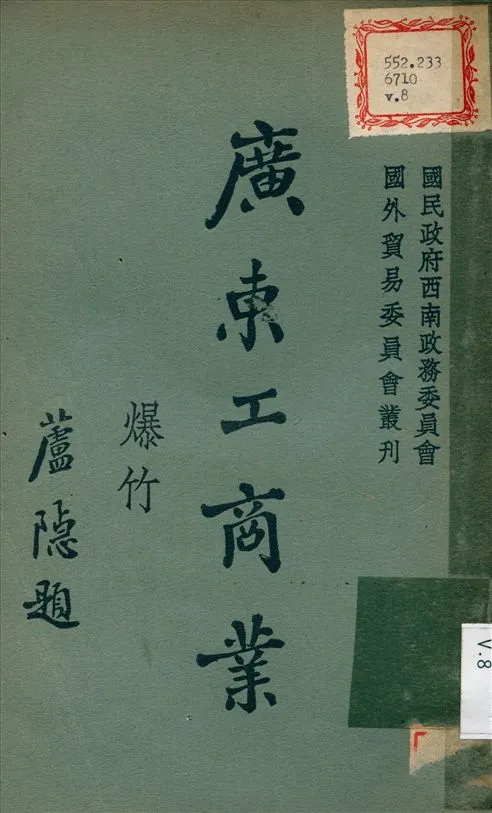 552.233
6710
v.8
國民政府西南政務委員會
國外貿易委員會叢刊
廣東工商業
爆竹
蘆隱題
V.8